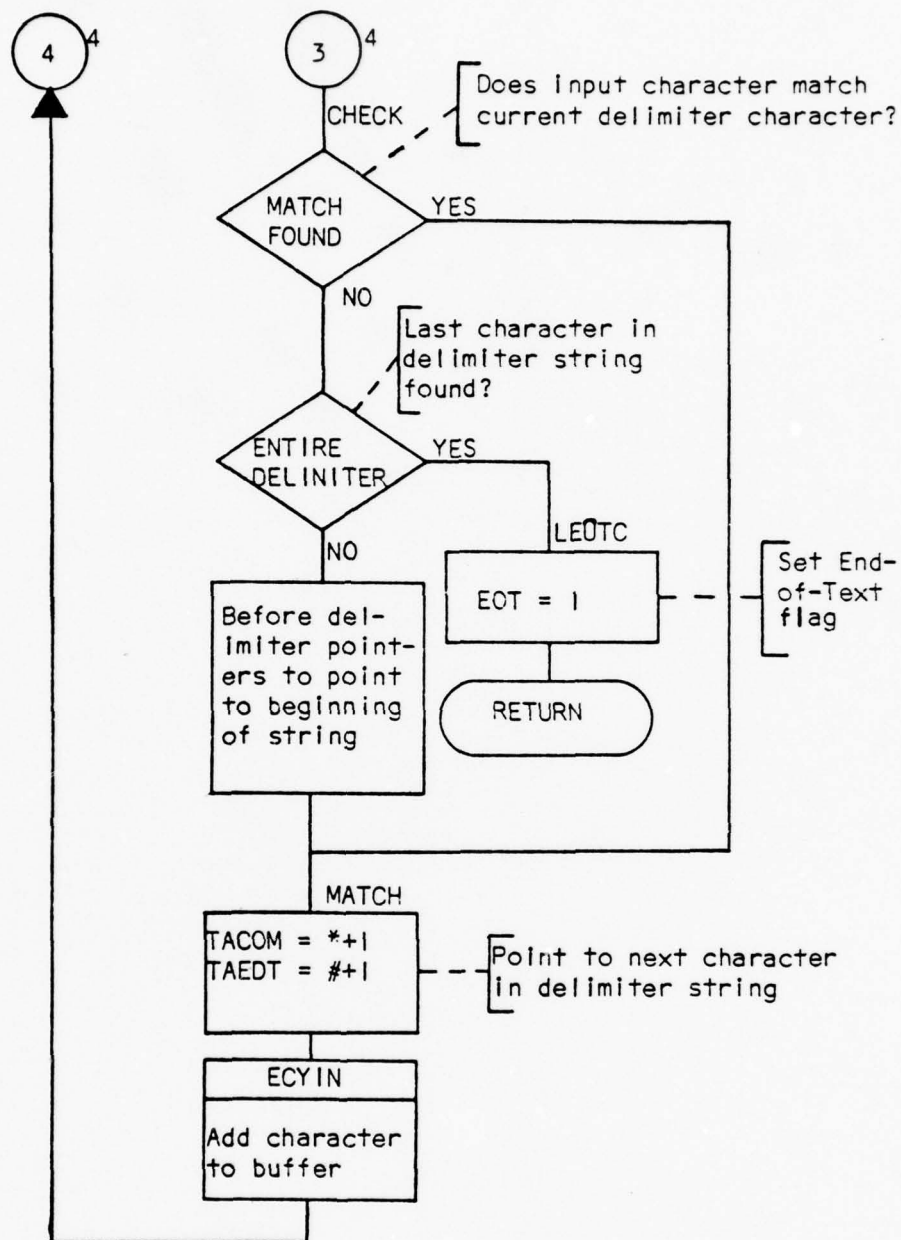 4 4
3 4
CHECK
Does input character match
current delimiter character?
MATCH
FOUND
YES
NO
Last character in
delimiter string
found?
ENTIRE
DELINITER
YES
NO
LEOTC
EOT = 1
Set End-
of-Text
flag
RETURN
Before del-
imiter point-
ers to point
to beginning
of string
MATCH
TACOM = *+1
TAEDT = #+1
Point to next character
in delimiter string
ECYIN
Add character
to buffer